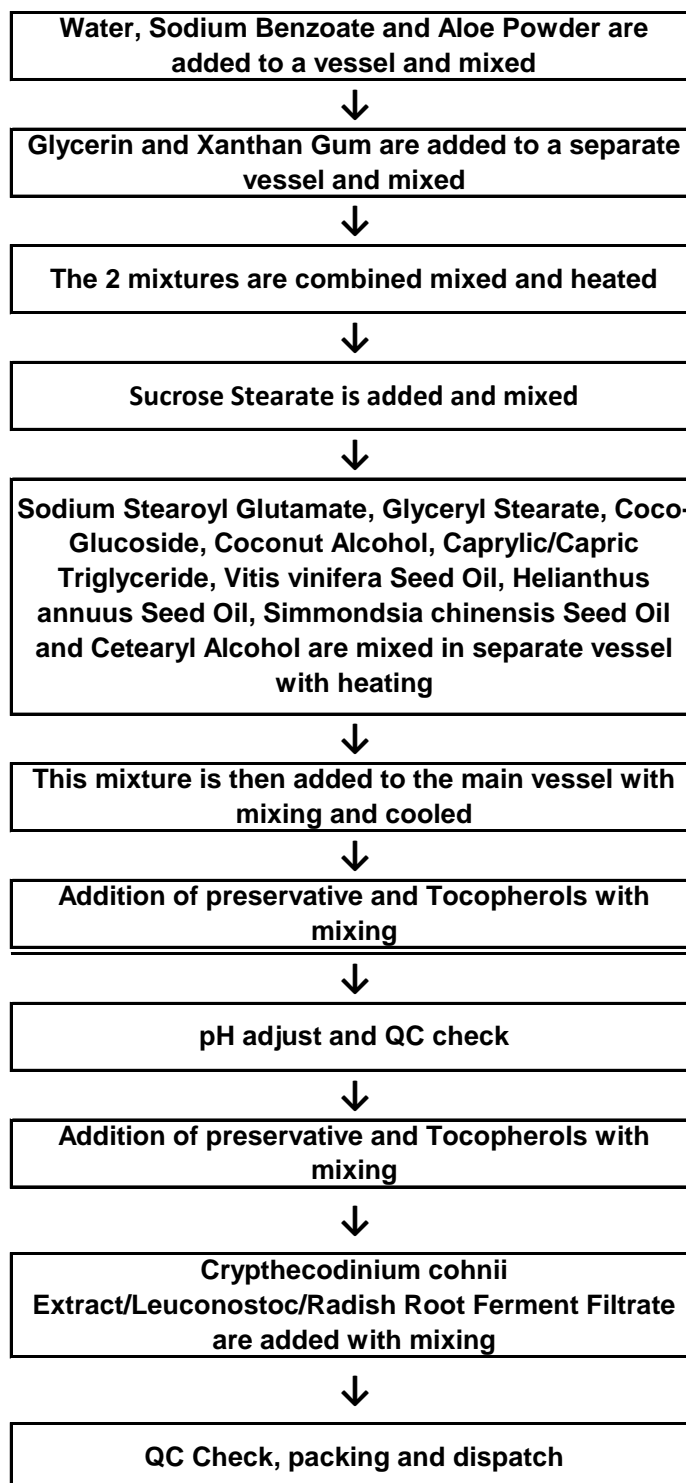 Water, Sodium Benzoate and Aloe Powder are
added to a vessel and mixed
Glycerin and Xanthan Gum are added to a separate
vessel and mixed
The 2 mixtures are combined mixed and heated
Sucrose Stearate is added and mixed
Sodium Stearoyl Glutamate, Glyceryl Stearate, Coco-
Glucoside, Coconut Alcohol, Caprylic/Capric
Triglyceride, Vitis vinifera Seed Oil, Helianthus
annuus Seed Oil, Simmondsia chinensis Seed Oil
and Cetearyl Alcohol are mixed in separate vessel
with heating
This mixture is then added to the main vessel with
mixing and cooled
Addition of preservative and Tocopherols with
mixing
pH adjust and QC check
Addition of preservative and Tocopherols with
mixing
Crypthecodinium cohnii
Extract/Leuconostoc/Radish Root Ferment Filtrate
are added with mixing
QC Check, packing and dispatch